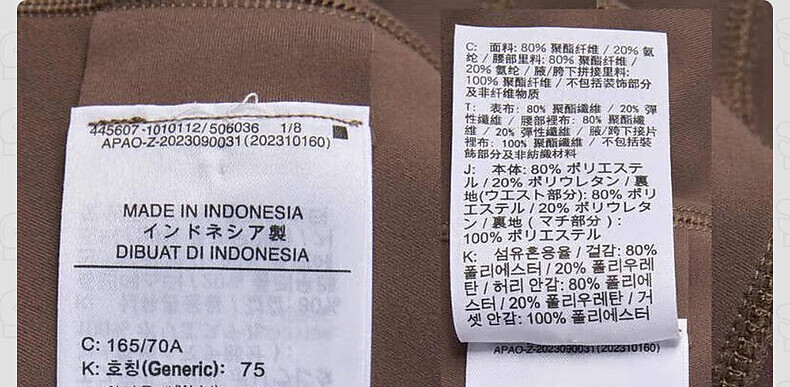 445607-1010112/506036 1/8
APAO-Z-2023090031(202310160)
MADE IN INDONESIA
インドネシア製
DIBUAT DI INDONESIA
C: 165/70A
K: 호칭(Generic): 75
C: 面料: 80% 聚酯纤维 / 20% 氨
纶 / 腰部里料: 80% 聚酯纤维 /
20% 氨纶 / 腋/胯下拼接里料:
100% 聚酯纤维 / 不包括装饰部分
及非纤维物质
T: 表布: 80% 聚酯纖維 / 20% 彈
性纖維 / 腰部裡布: 80% 聚酯纖
維 / 20% 彈性纖維 / 腋/胯下接片
裡布: 100% 聚酯纖維 / 不包括裝
飾部分及非紡織材料
J: 本体: 80% ポリエステ
ル / 20% ポリウレタン / 裏
地(ウエスト部分): 80% ポリ
エステル / 20% ポリウレタ
ン / 裏地 ( マチ部分 ) :
100% ポリエステル
K: 섬유혼용율 / 겉감: 80%
폴리에스터 / 20% 폴리우레
탄 / 허리 안감: 80% 폴리에
스터 / 20% 폴리우레탄 / 거
셋 안감: 100% 폴리에스터
APAO-Z-2023090031(202310160)